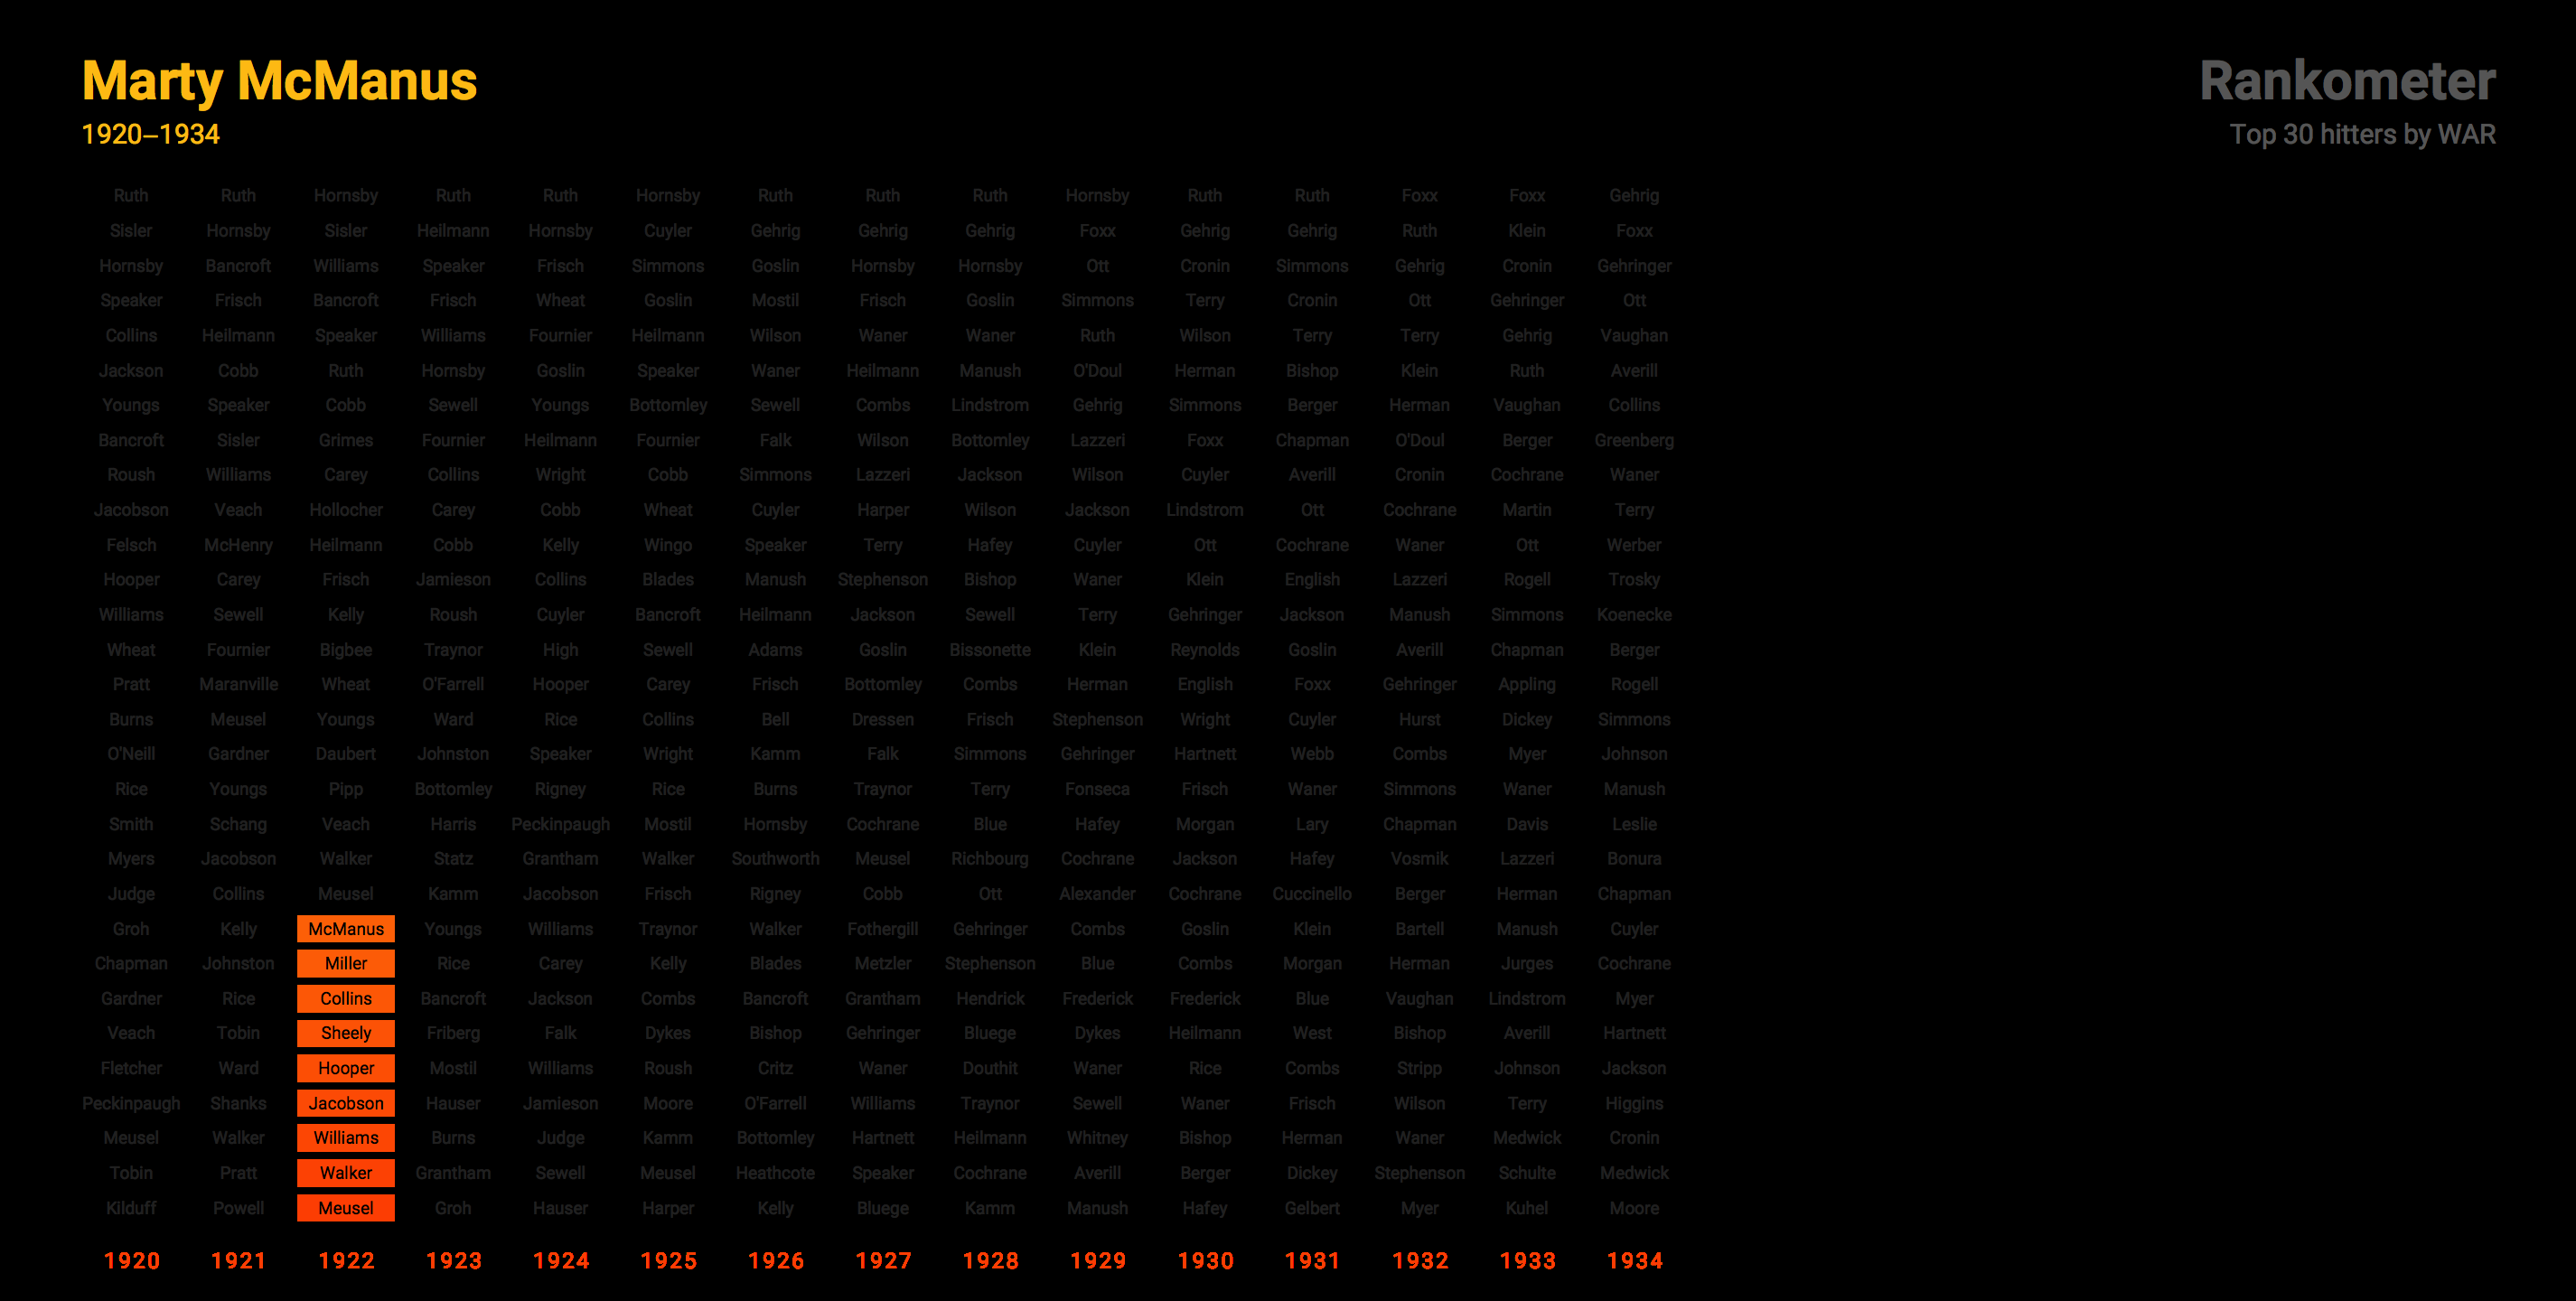 Marty McManus
1920–1934
Rankometer
Top 30 hitters by WAR
Ruth Ruth Hornsby Ruth Ruth Hornsby Ruth Ruth Ruth Hornsby Ruth Ruth Foxx Foxx Gehrig
Sisler Hornsby Sisler Heilmann Hornsby Cuyler Gehrig Gehrig Gehrig Foxx Gehrig Gehrig Ruth Klein Foxx
Hornsby Bancroft Williams Speaker Frisch Simmons Goslin Hornsby Hornsby Ott Cronin Simmons Gehrig Cronin Gehringer
Speaker Frisch Bancroft Frisch Wheat Goslin Mostil Frisch Goslin Simmons Terry Cronin Ott Gehringer Ott
Collins Heilmann Speaker Williams Fournier Heilmann Wilson Waner Waner Ruth Wilson Terry Terry Gehrig Vaughan
Jackson Cobb Ruth Hornsby Goslin Speaker Waner Heilmann Manush O'Doul Herman Bishop Klein Ruth Averill
Youngs Speaker Cobb Sewell Youngs Bottomley Sewell Combs Lindstrom Gehrig Simmons Berger Herman Vaughan Collins
Bancroft Sisler Grimes Fournier Heilmann Fournier Falk Wilson Bottomley Lazzeri Foxx Chapman O'Doul Berger Greenberg
Roush Williams Carey Collins Wright Cobb Simmons Lazzeri Jackson Wilson Cuyler Averill Cronin Cochrane Waner
Jacobson Veach Hollocher Carey Cobb Wheat Cuyler Harper Wilson Jackson Lindstrom Ott Cochrane Martin Terry
Felsch McHenry Heilmann Cobb Kelly Wingo Speaker Terry Hafey Cuyler Ott Cochrane Waner Ott Werber
Hooper Carey Frisch Jamieson Collins Blades Manush Stephenson Bishop Waner Klein English Lazzeri Rogell Trosky
Williams Sewell Kelly Roush Cuyler Bancroft Heilmann Jackson Sewell Terry Gehringer Jackson Manush Simmons Koenecke
Wheat Fournier Bigbee Traynor High Sewell Adams Goslin Bissonette Klein Reynolds Goslin Averill Chapman Berger
Pratt Maranville Wheat O'Farrell Hooper Carey Frisch Bottomley Combs Herman English Foxx Gehringer Appling Rogell
Burns Meusel Youngs Ward Rice Collins Bell Dressen Frisch Stephenson Wright Cuyler Hurst Dickey Simmons
O'Neill Gardner Daubert Johnston Speaker Wright Kamm Falk Simmons Gehringer Hartnett Webb Combs Myer Johnson
Rice Youngs Pipp Bottomley Rigney Rice Burns Traynor Terry Fonseca Frisch Waner Simmons Waner Manush
Smith Schang Veach Harris Peckinpaugh Mostil Hornsby Cochrane Blue Hafey Morgan Lary Chapman Davis Leslie
Myers Jacobson Walker Statz Grantham Walker Southworth Meusel Richbourg Cochrane Jackson Hafey Vosmik Lazzeri Bonura
Judge Collins Meusel Kamm Jacobson Frisch Rigney Cobb Ott Alexander Cochrane Cuccinello Berger Herman Chapman
Groh Kelly McManus Youngs Williams Traynor Walker Fothergill Gehringer Combs Goslin Klein Bartell Manush Cuyler
Chapman Johnston Miller Rice Carey Kelly Blades Metzler Stephenson Blue Combs Morgan Herman Jurges Cochrane
Gardner Rice Collins Bancroft Jackson Combs Bancroft Grantham Hendrick Frederick Frederick Blue Vaughan Lindstrom Myer
Veach Tobin Sheely Friberg Falk Dykes Bishop Gehringer Bluege Dykes Heilmann West Bishop Averill Hartnett
Fletcher Ward Hooper Mostil Williams Roush Critz Waner Douthit Waner Rice Combs Stripp Johnson Jackson
Peckinpaugh Shanks Jacobson Hauser Jamieson Moore O'Farrell Williams Traynor Sewell Waner Frisch Wilson Terry Higgins
Meusel Walker Williams Burns Judge Kamm Bottomley Hartnett Heilmann Whitney Bishop Herman Waner Medwick Cronin
Tobin Pratt Walker Grantham Sewell Meusel Heathcote Speaker Cochrane Averill Berger Dickey Stephenson Schulte Medwick
Kilduff Powell Meusel Groh Hauser Harper Kelly Bluege Kamm Manush Hafey Gelbert Myer Kuhel Moore
1920 1921 1922 1923 1924 1925 1926 1927 1928 1929 1930 1931 1932 1933 1934